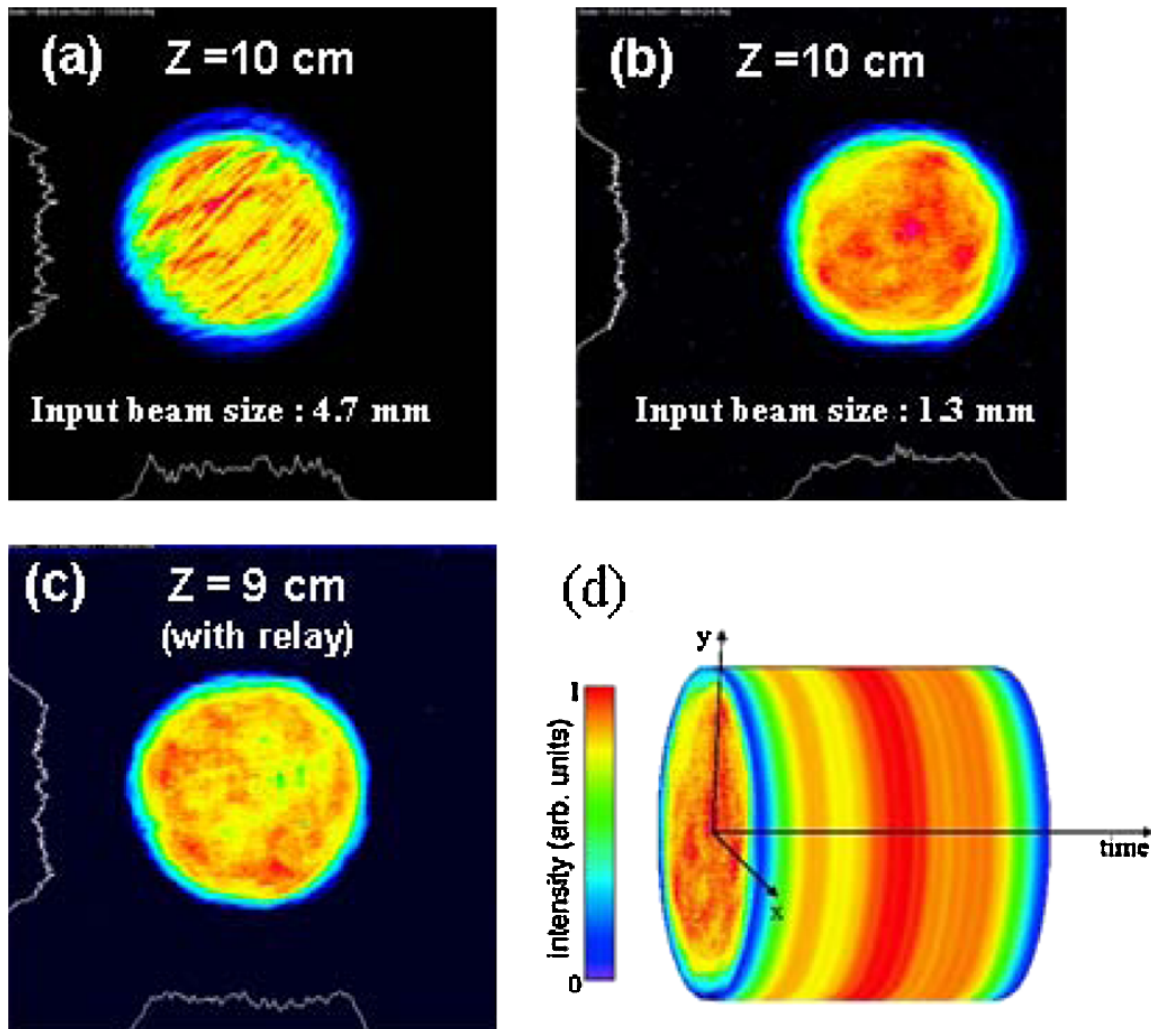 (a) Z =10 cm
Input beam size : 4.7 mm
(b) Z =10 cm
Input beam size : 1.3 mm
(c) Z = 9 cm
(with relay)
(d)
y
1
intensity (arb. units)
0
x
time